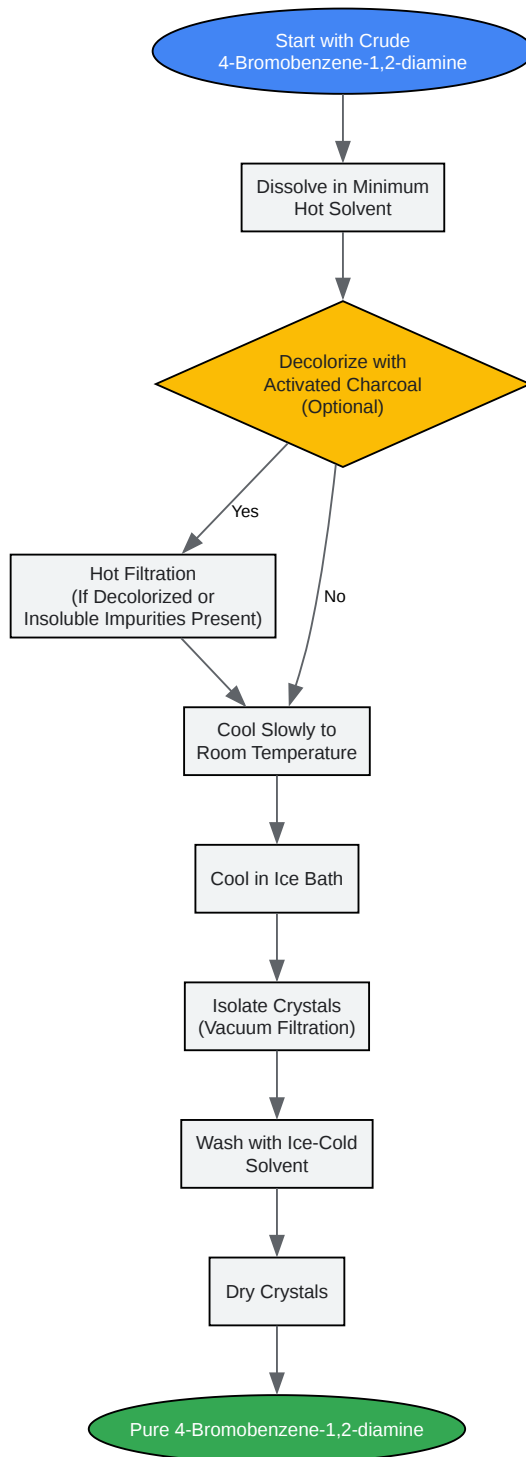 Start with Crude
4-Bromobenzene-1,2-diamine
Dissolve in Minimum
Hot Solvent
Decolorize with
Activated Charcoal
(Optional)
Yes
Hot Filtration
(If Decolorized or
Insoluble Impurities Present)
No
Cool Slowly to
Room Temperature
Cool in Ice Bath
Isolate Crystals
(Vacuum Filtration)
Wash with Ice-Cold
Solvent
Dry Crystals
Pure 4-Bromobenzene-1,2-diamine